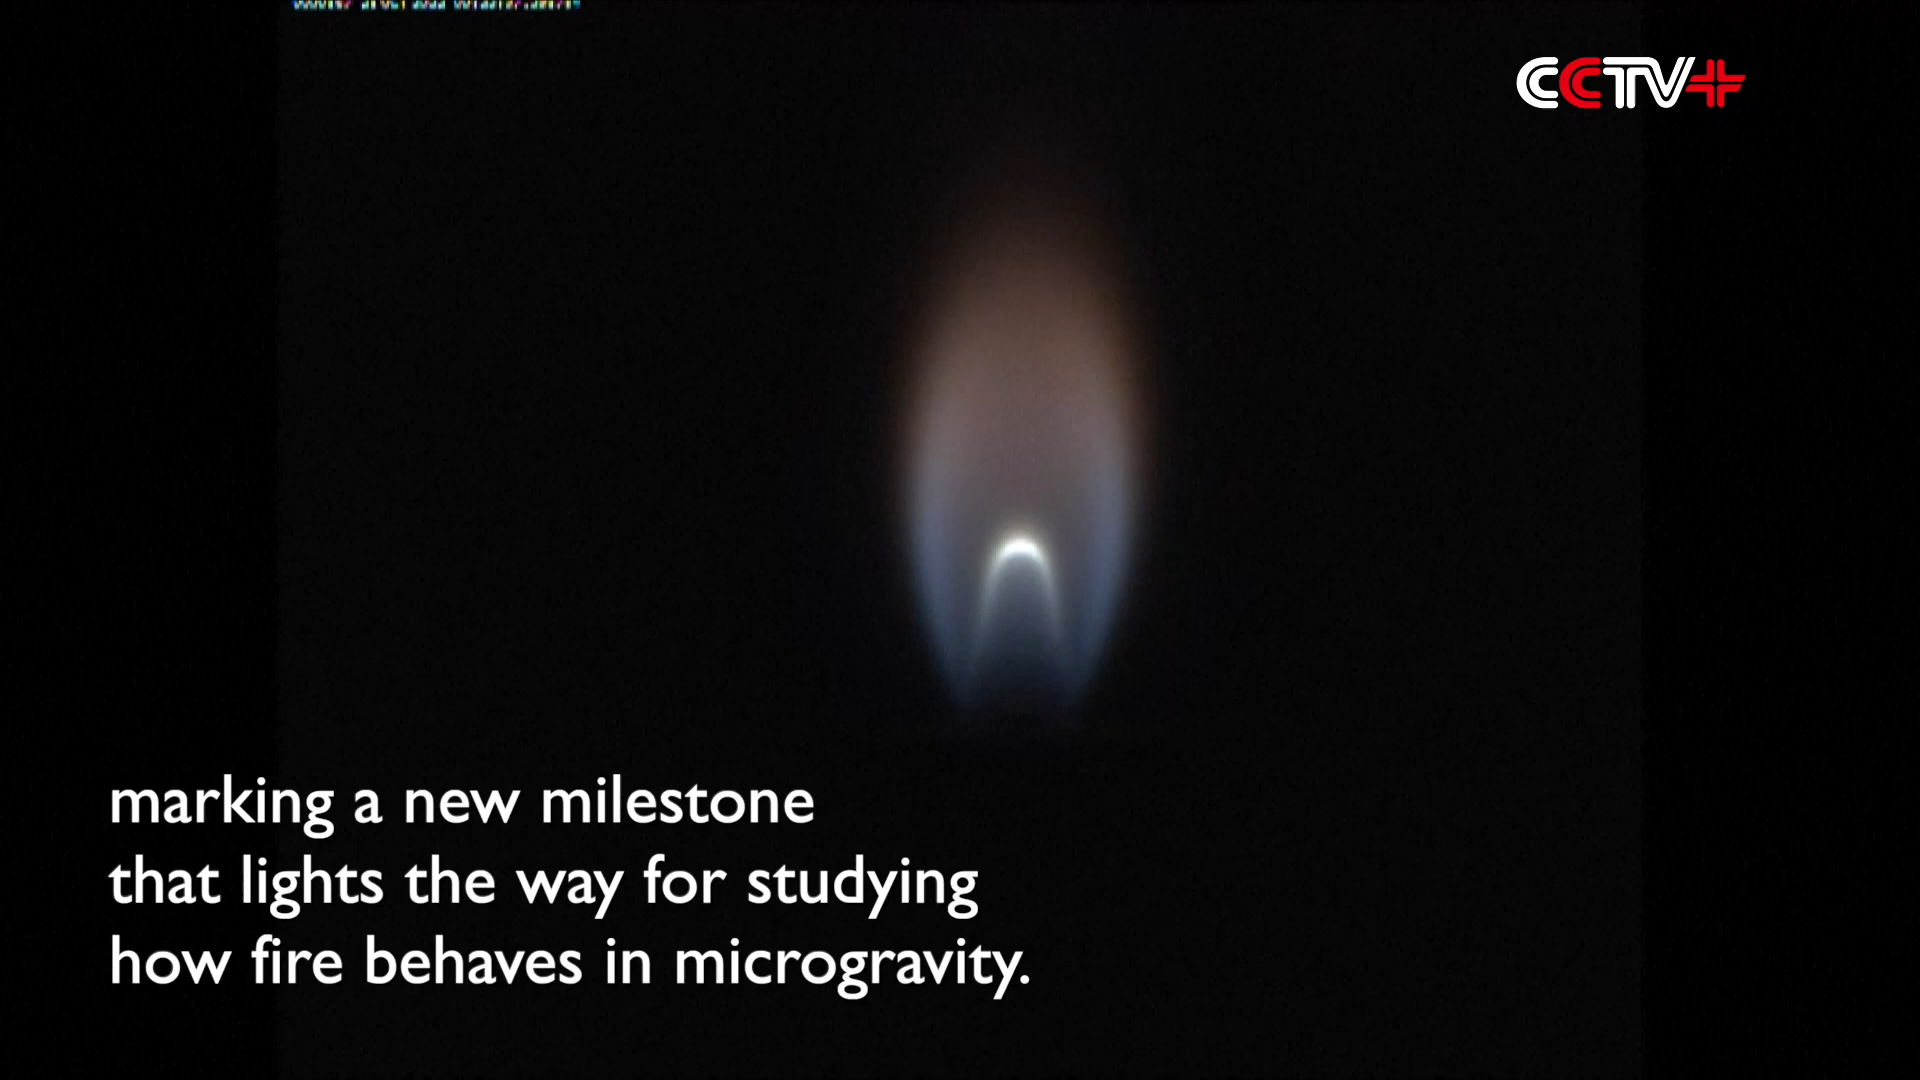 CCTV+
marking a new milestone
that lights the way for studying
how fire behaves in microgravity.